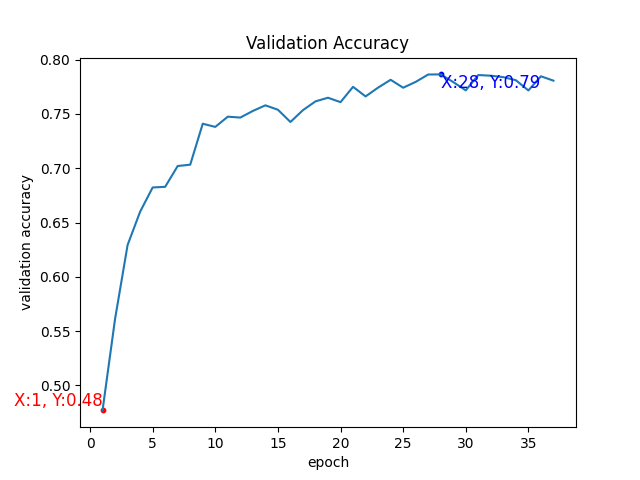 Validation Accuracy
0.80
0.75
0.70
0.65
0.60
0.55
0.50
validation accuracy
X:28, Y:0.79
X:1, Y:0.48
0 5 10 15 20 25 30 35
epoch